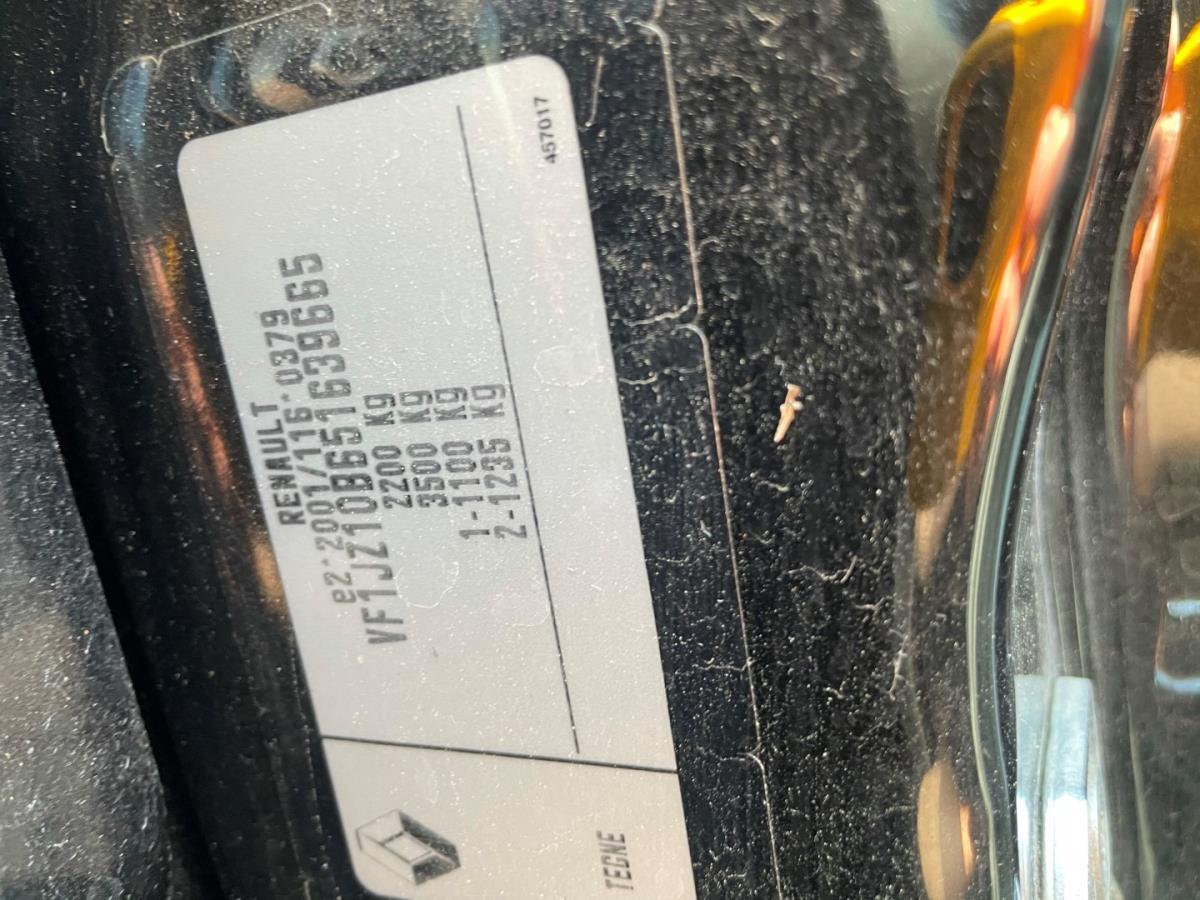 RENAULT
e2*2001/116*0379
VF1JZ10B651639665
2200 Kg
3500 Kg
1-1100 Kg
2-1235 Kg
457017
TEGNE